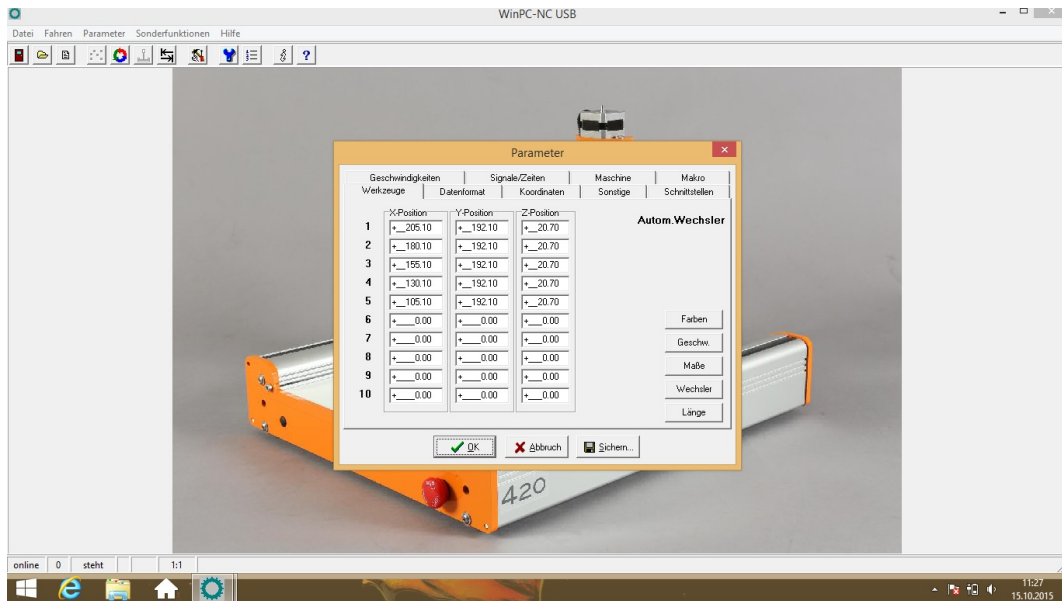 WinPC-NC USB
Datei Fahren Parameter Sonderfunktionen Hilfe
Parameter
Geschwindigkeiten Signale/Zeiten Maschine Makro
Werkzeuge Datenformat Koordinaten Sonstige Schnittstellen
X-Position Y-Position Z-Position
Autom.Wechsler
1 +__205.10 +__192.10 +__20.70
2 +__180.10 +__192.10 +__20.70
3 +__155.10 +__192.10 +__20.70
4 +__130.10 +__192.10 +__20.70
5 +__105.10 +__192.10 +__20.70
6 +____0.00 +____0.00 +___0.00
7 +____0.00 +____0.00 +___0.00
8 +____0.00 +____0.00 +___0.00
9 +____0.00 +____0.00 +___0.00
10 +____0.00 +____0.00 +___0.00
Farben
Geschw.
Maße
Wechsler
Länge
OK Abbruch Sichern...
420
online 0 steht 1:1
11:27
15.10.2015